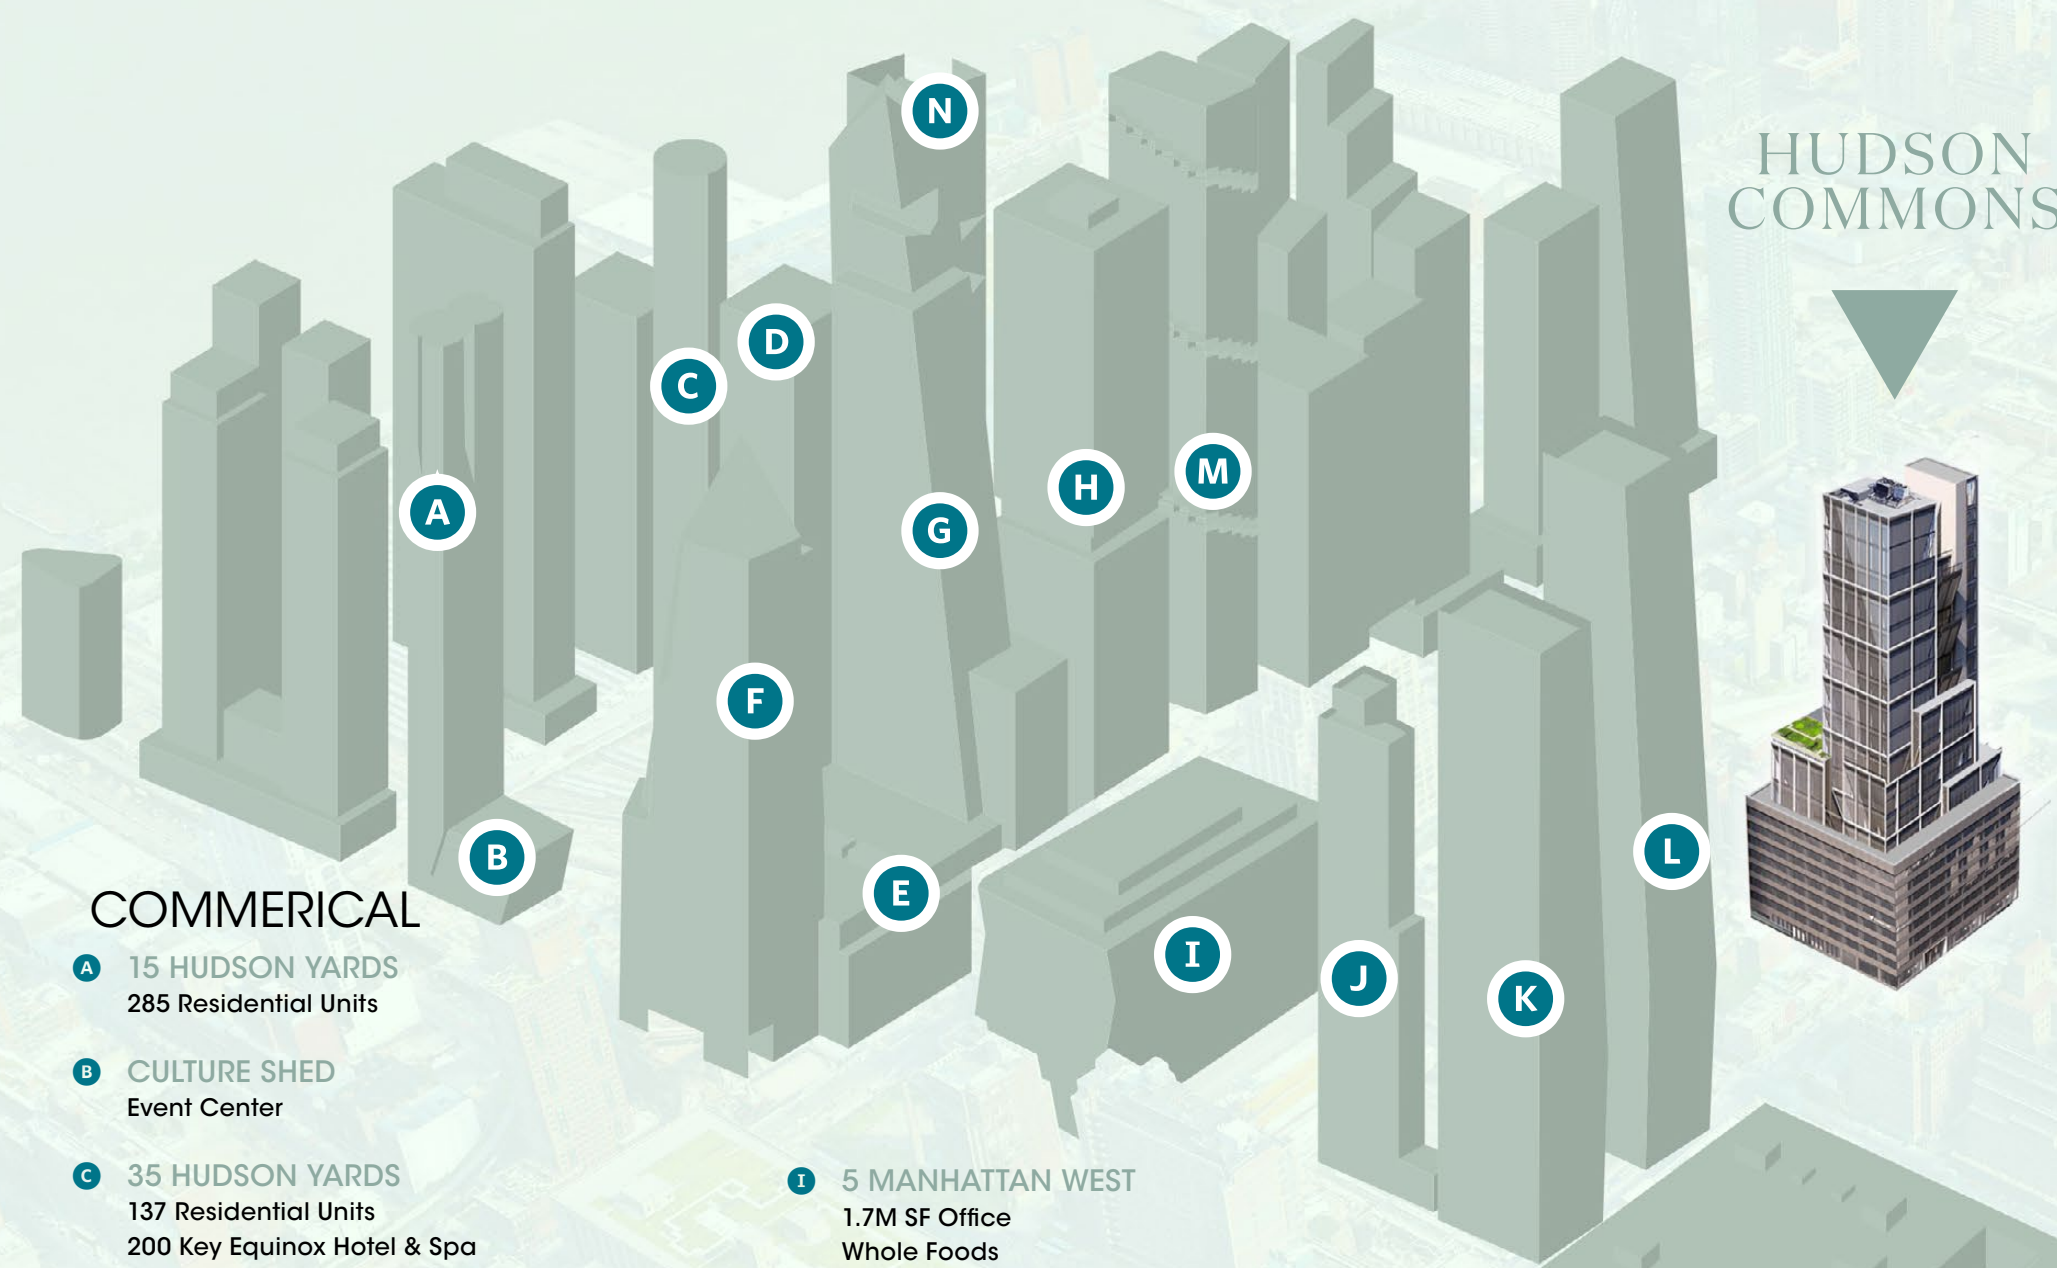 N
HUDSON
COMMONS
D
C
M
H
A
G
F
B
E
L
I
J
K
COMMERICAL
A 15 HUDSON YARDS
285 Residential Units
B CULTURE SHED
Event Center
C 35 HUDSON YARDS
137 Residential Units
200 Key Equinox Hotel & Spa
I 5 MANHATTAN WEST
1.7M SF Office
Whole Foods